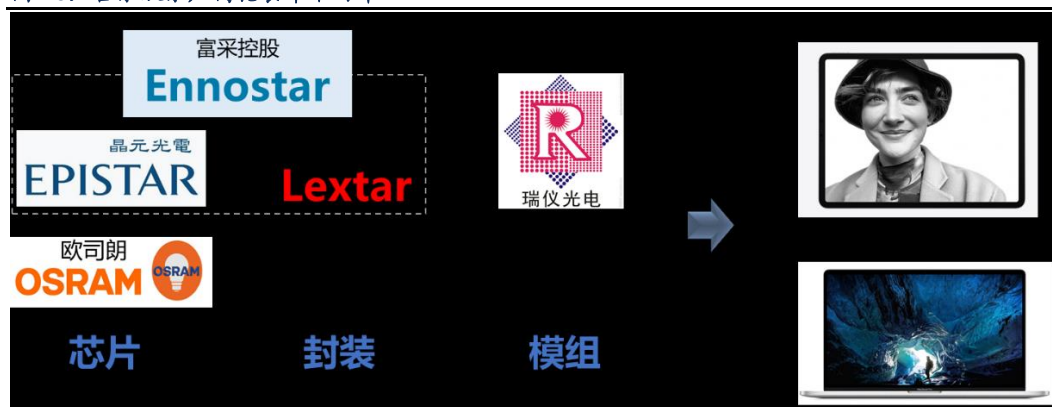 富采控股
Ennostar
晶元光電
EPISTAR
Lextar
R
瑞仪光电
欧司朗
OSRAM
OSRAM
芯片
封装
模组